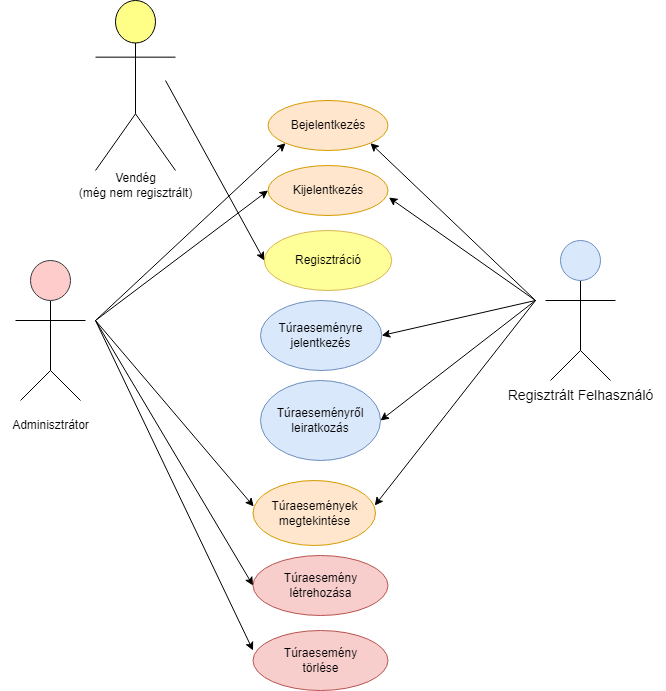 Vendég
(még nem regisztrált)
Bejelentkezés
Kijelentkezés
Regisztráció
Túraeseményre
jelentkezés
Regisztrált Felhasználó
Adminisztrátor
Túraeseményről
leiratkozás
Túraesemények
megtekintése
Túraesemény
létrehozása
Túraesemény
törlése